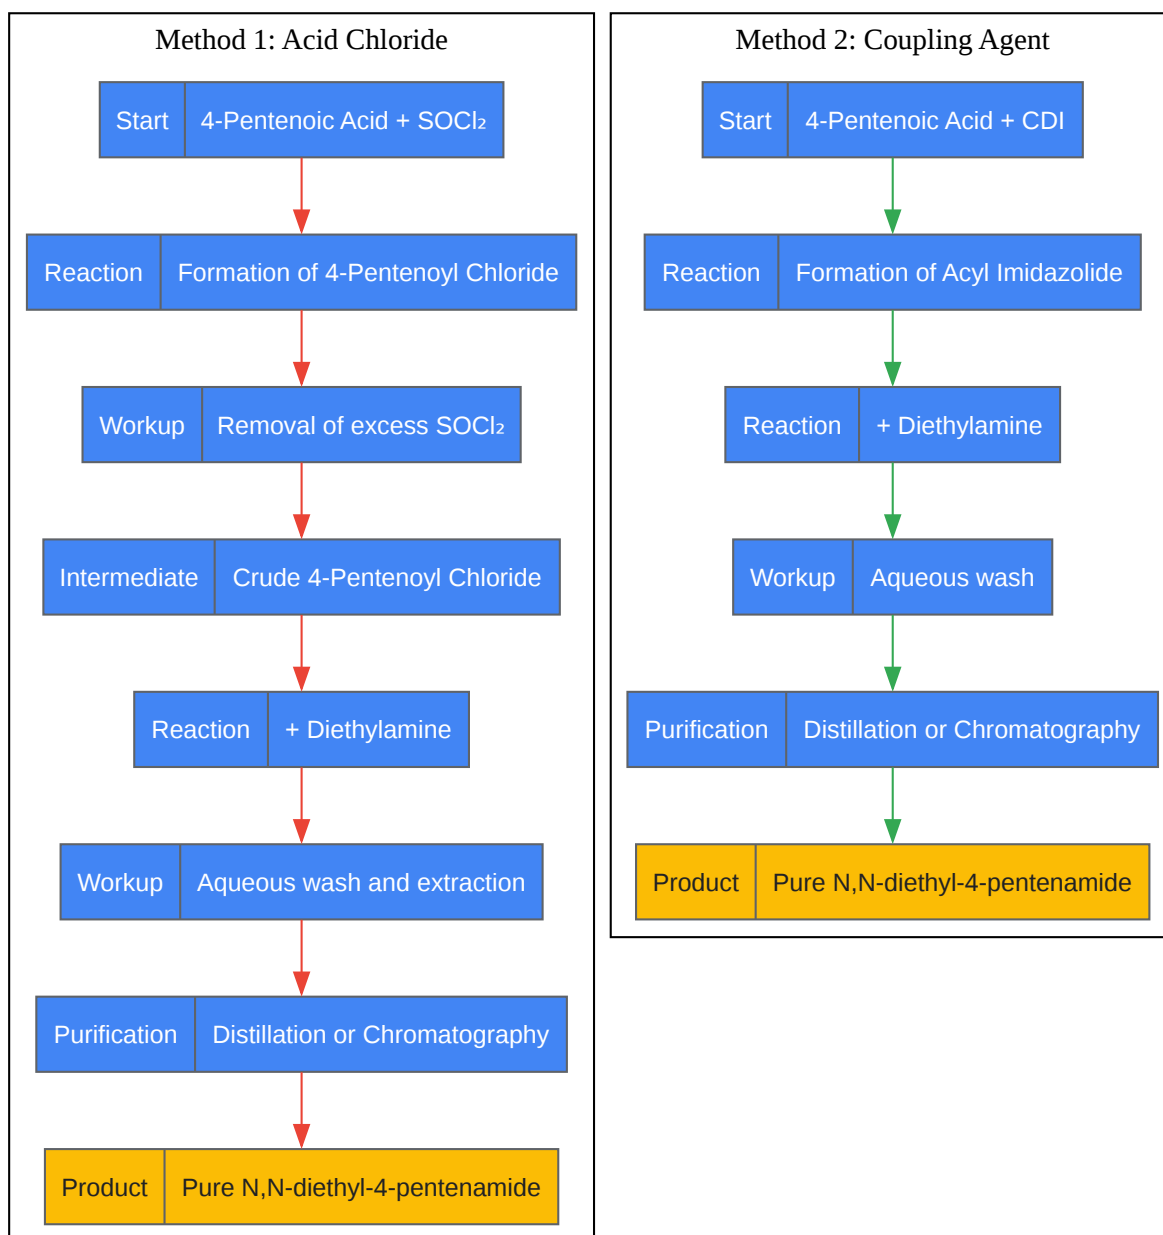 Method 1: Acid Chloride
Start 4-Pentenoic Acid + SOCl₂
Reaction Formation of 4-Pentenoyl Chloride
Workup Removal of excess SOCl₂
Intermediate Crude 4-Pentenoyl Chloride
Reaction + Diethylamine
Workup Aqueous wash and extraction
Purification Distillation or Chromatography
Product Pure N,N-diethyl-4-pentenamide
Method 2: Coupling Agent
Start 4-Pentenoic Acid + CDI
Reaction Formation of Acyl Imidazolide
Reaction + Diethylamine
Workup Aqueous wash
Purification Distillation or Chromatography
Product Pure N,N-diethyl-4-pentenamide